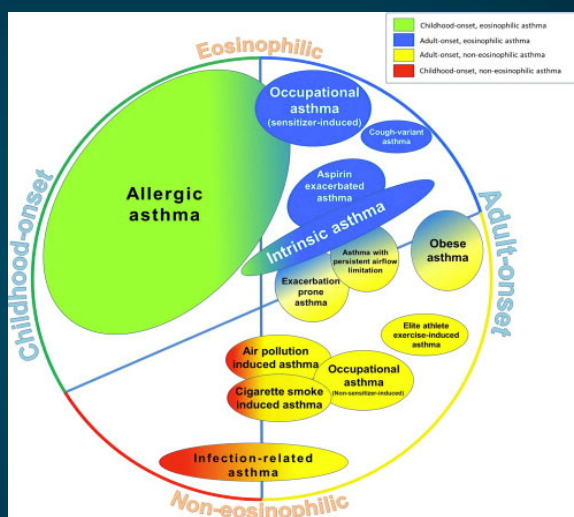 Childhood-onset, eosinophilic asthma
Adult-onset, eosinophilic asthma
Adult-onset, non-eosinophilic asthma
Childhood-onset, non-eosinophilic asthma
Eosinophilic
Childhood-onset
Adult-onset
Non-eosinophilic
Allergic
asthma
Occupational
asthma
(sensitizer-induced)
Cough-variant
asthma
Aspirin
exacerbated
asthma
Intrinsic asthma
Asthma with
persistent airflow
limitation
Obese
asthma
Exacerbation
prone
asthma
Elite athlete
exercise-induced
asthma
Air pollution
induced asthma
Occupational
asthma
(Non-sensitizer-induced)
Cigarette smoke
induced asthma
Infection-related
asthma